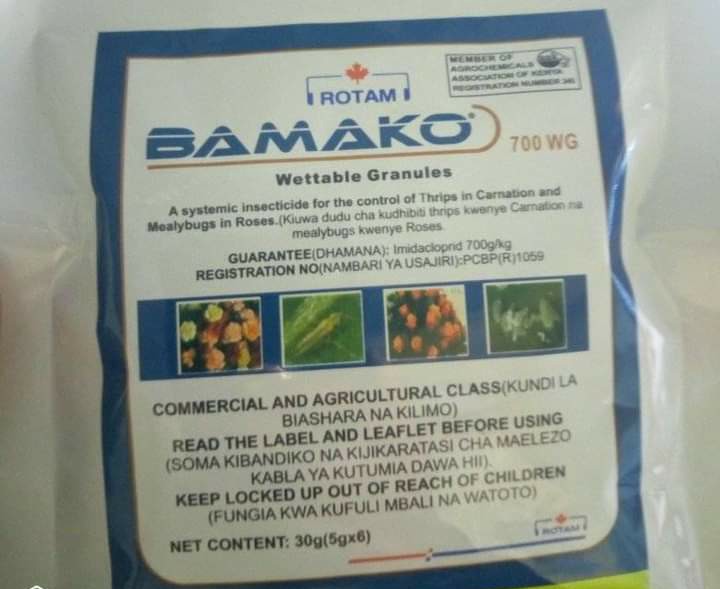 MEMBER OF
AGROCHEMICALS
ASSOCIATION OF KENYA
REGISTRATION NUMBER 340
ROTAM
BAMAKO
700 WG
Wettable Granules
A systemic insecticide for the control of Thrips in Carnation and
Mealybugs in Roses.(Kiuwa dudu cha kudhibiti thrips kwenye Carnation na
mealybugs kwenye Roses.
GUARANTEE(DHAMANA): Imidacloprid 700g/kg
REGISTRATION NO(NAMBARI YA USAJIRI):PCBP(R)1059
COMMERCIAL AND AGRICULTURAL CLASS(KUNDI LA
BIASHARA NA KILIMO)
READ THE LABEL AND LEAFLET BEFORE USING
(SOMA KIBANDIKO NA KIJIKARATASI CHA MAELEZO
KABLA YA KUTUMIA DAWA HII).
KEEP LOCKED UP OUT OF REACH OF CHILDREN
(FUNGIA KWA KUFULI MBALI NA WATOTO)
NET CONTENT: 30g(5gx6)
ROTAM